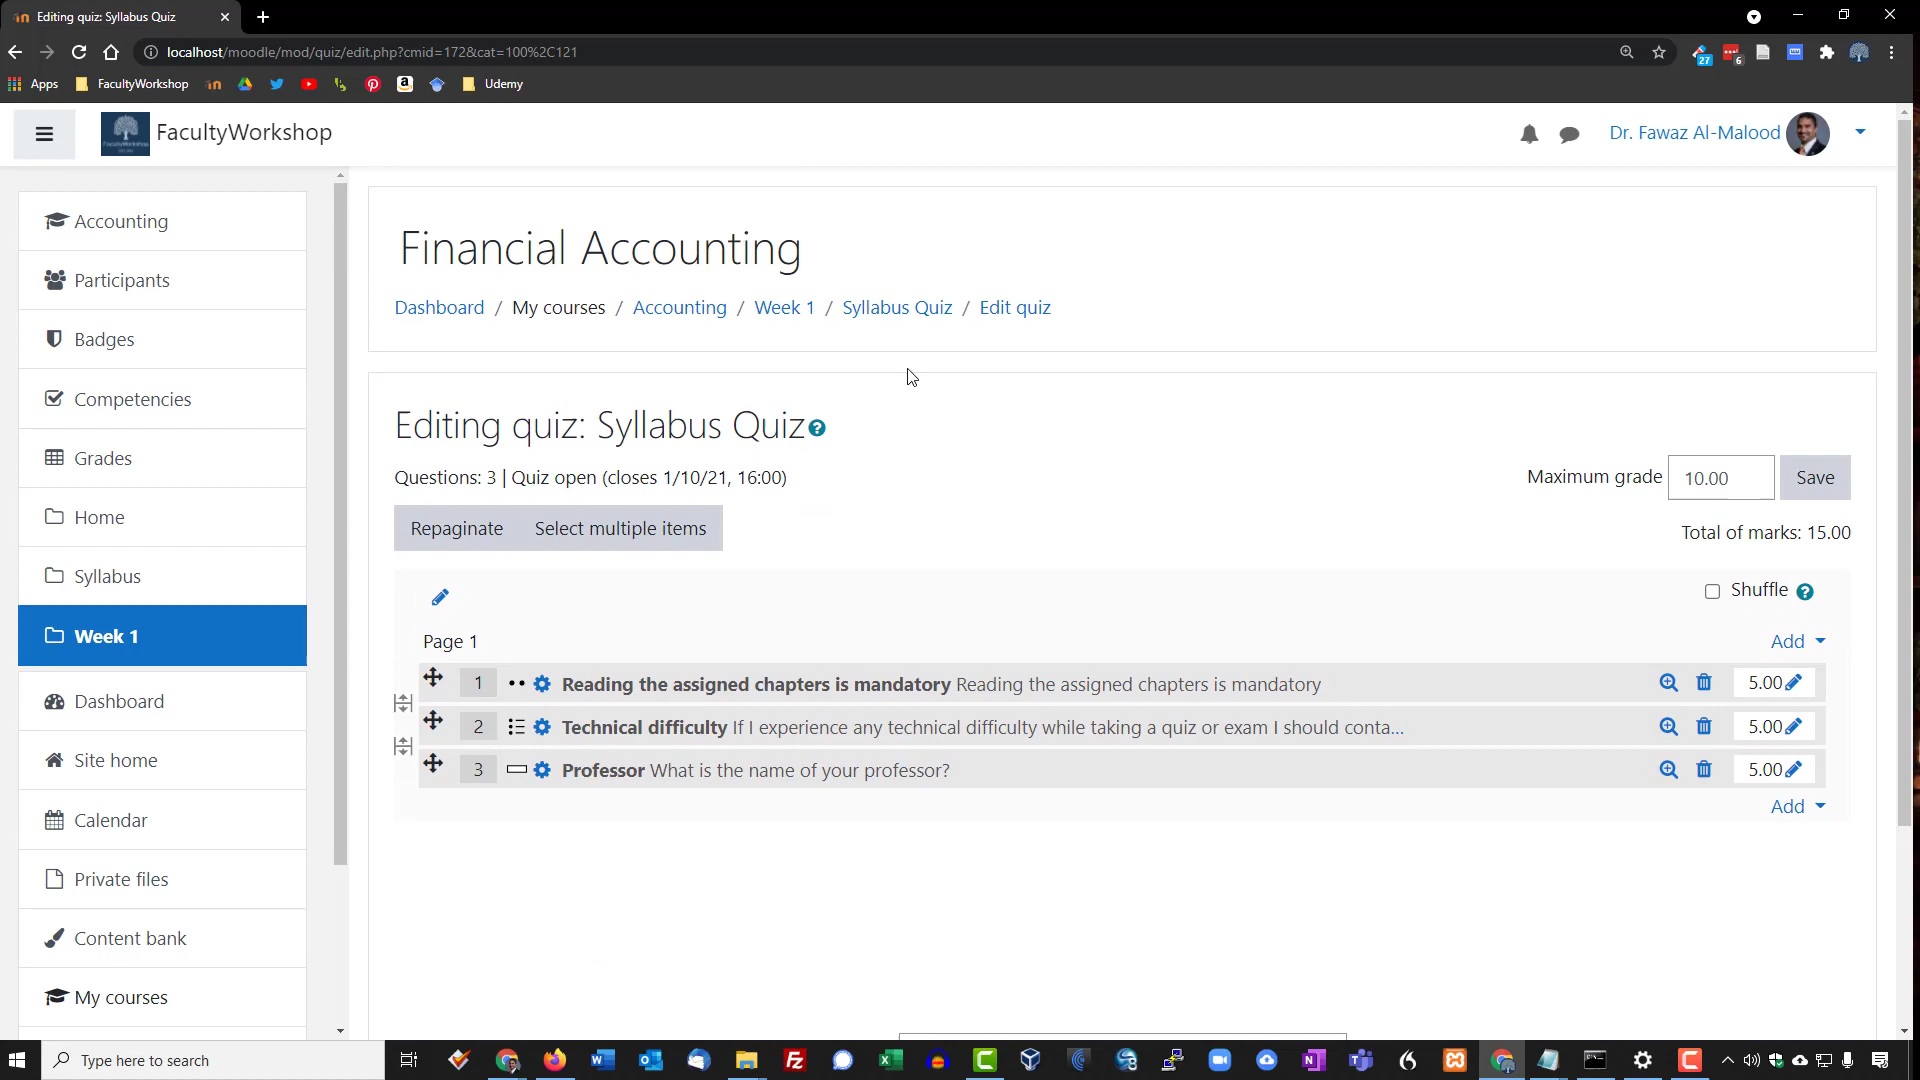 Editing quiz: Syllabus Quiz
localhost/moodle/mod/quiz/edit.php?cmid=172&cat=100%2C121
27
6
Apps
FacultyWorkshop
Udemy
FacultyWorkshop
Dr. Fawaz Al-Malood
Accounting
Participants
Badges
Competencies
Grades
Home
Syllabus
Week 1
Dashboard
Site home
Calendar
Private files
Content bank
My courses
Financial Accounting
Dashboard / My courses / Accounting / Week 1 / Syllabus Quiz / Edit quiz
Editing quiz: Syllabus Quiz
Questions: 3 | Quiz open (closes 1/10/21, 16:00)
Maximum grade 10.00 Save
Repaginate Select multiple items
Total of marks: 15.00
Shuffle
Page 1
Add
1 Reading the assigned chapters is mandatory Reading the assigned chapters is mandatory 5.00
2 Technical difficulty If I experience any technical difficulty while taking a quiz or exam I should conta... 5.00
3 Professor What is the name of your professor? 5.00
Add
Type here to search